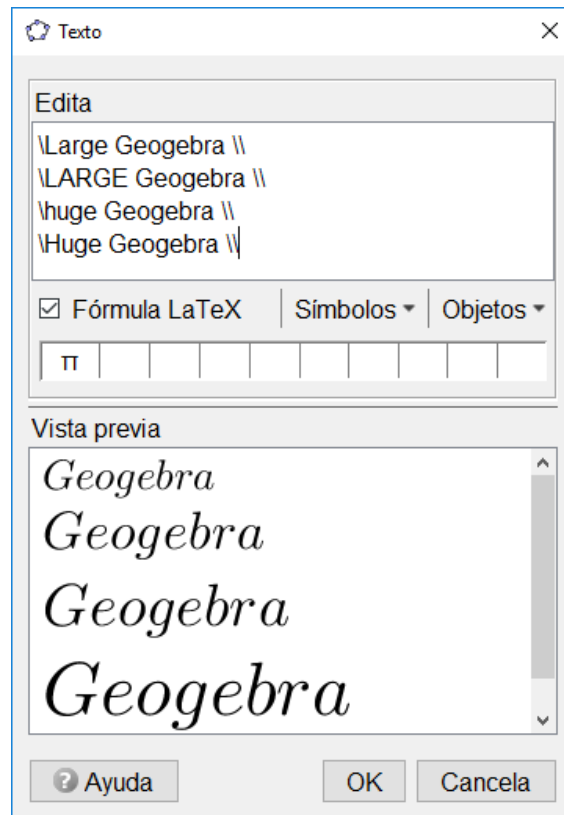 Texto
Edita
\Large Geogebra \\
\LARGE Geogebra \\
\huge Geogebra \\
\Huge Geogebra \\
Fórmula LaTeX Símbolos Objetos
π
Vista previa
Geogebra
Geogebra
Geogebra
Geogebra
Ayuda OK Cancela